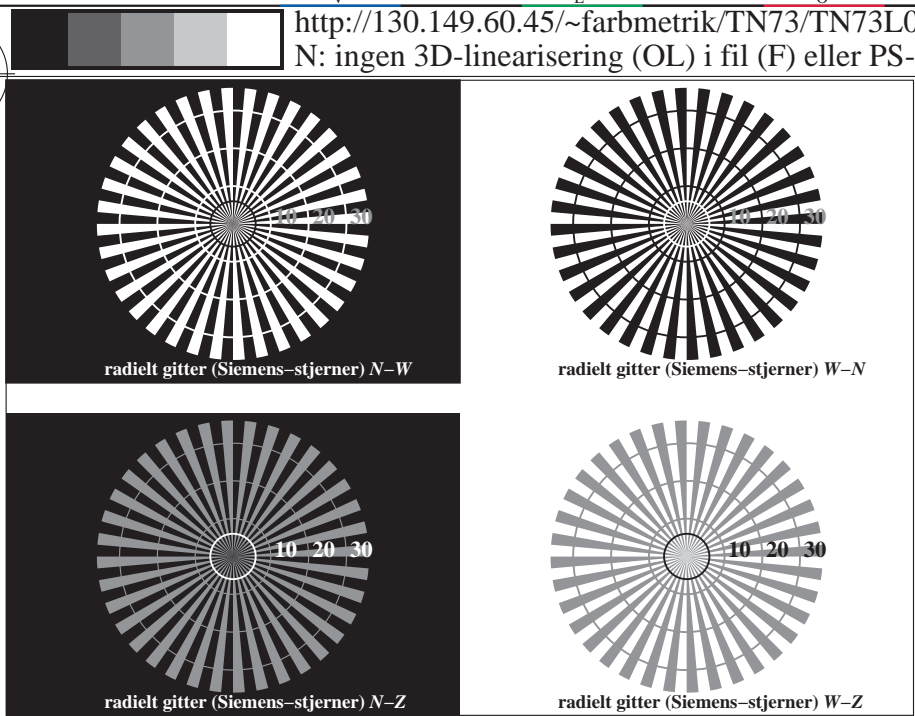 http://130.149.60.45/~farbmetrik/TN73/TN73L0
N: ingen 3D-linearisering (OL) i fil (F) eller PS-
10 20 30
radielt gitter (Siemens−stjerner) N−W
10 20 30
radielt gitter (Siemens−stjerner) W−N
10 20 30
radielt gitter (Siemens−stjerner) N−Z
10 20 30
radielt gitter (Siemens−stjerner) W−Z